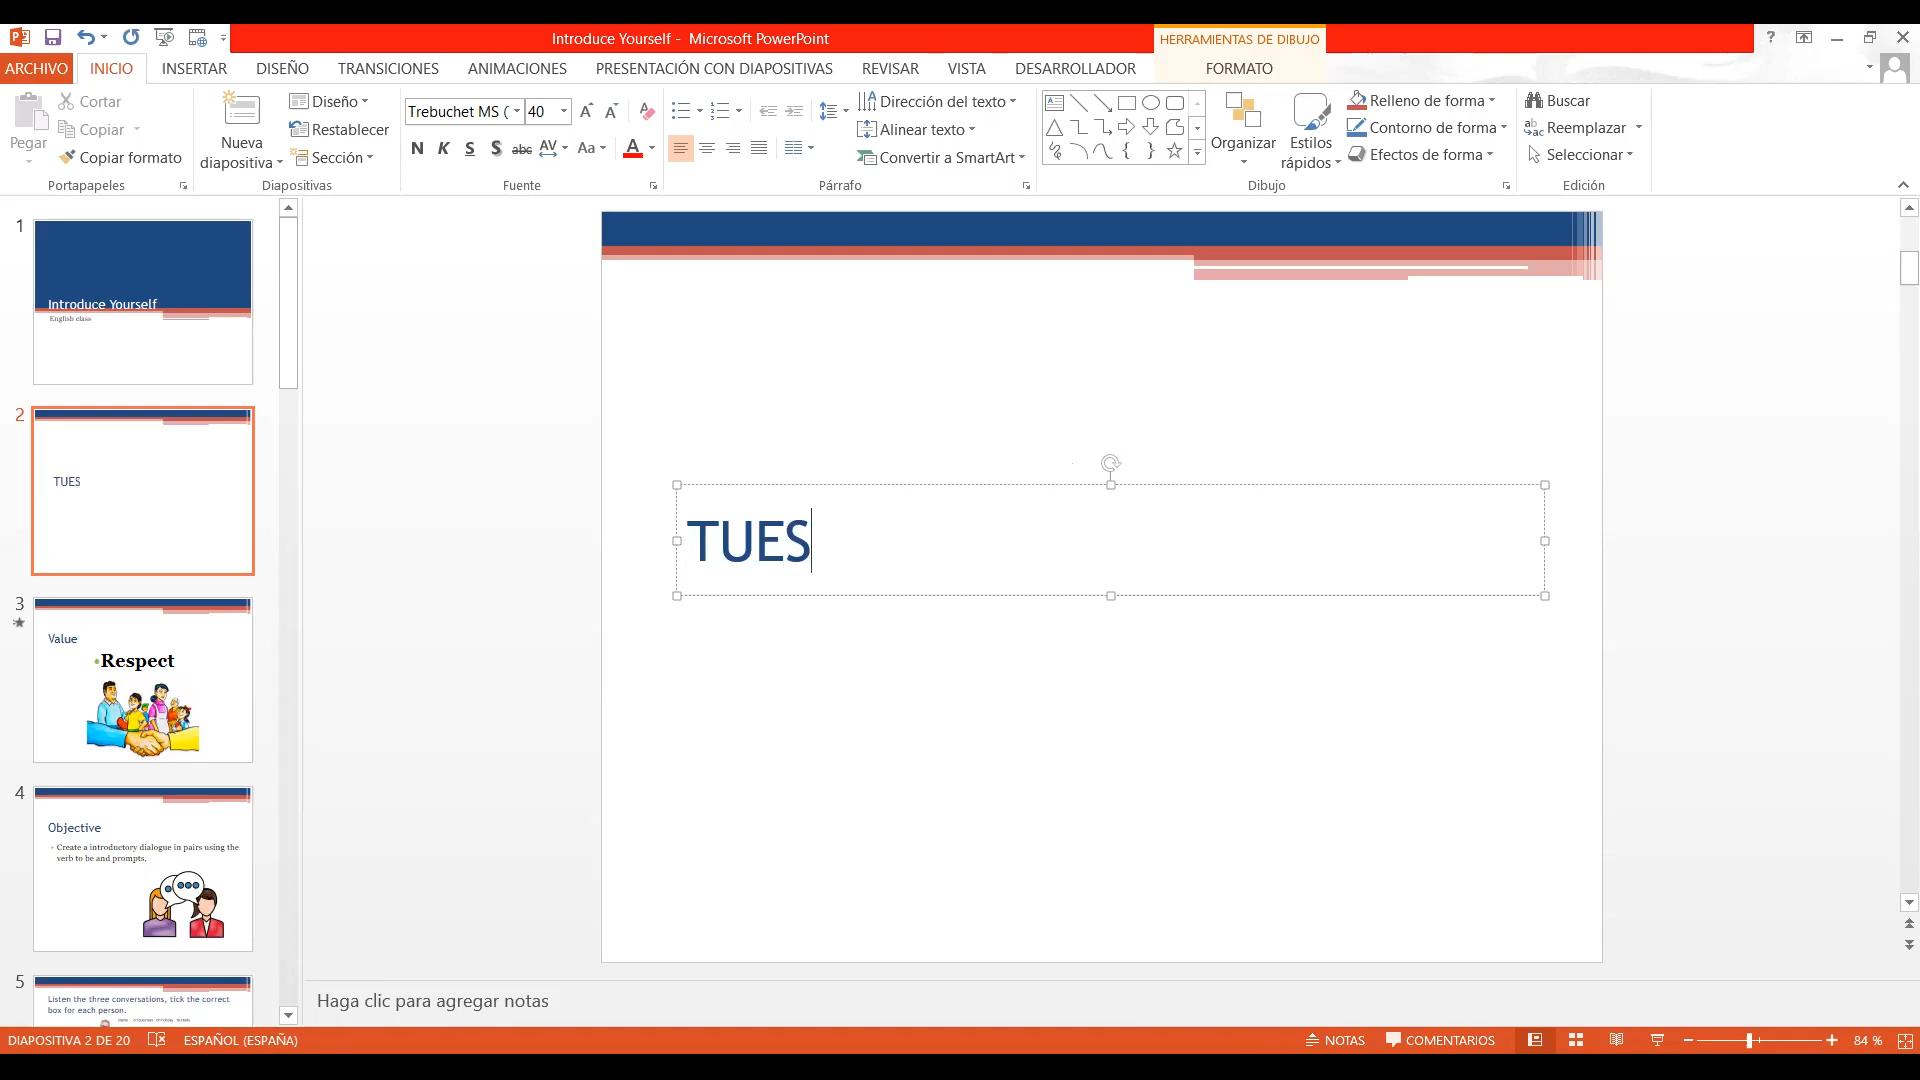 Introduce Yourself - Microsoft PowerPoint
HERRAMIENTAS DE DIBUJO
?
ARCHIVO INICIO INSERTAR DISEÑO TRANSICIONES ANIMACIONES PRESENTACIÓN CON DIAPOSITIVAS REVISAR VISTA DESARROLLADOR FORMATO
Pegar
Cortar
Copiar
Copiar formato
Portapapeles
Nueva
diapositiva
Diseño
Restablecer
Sección
Diapositivas
Trebuchet MS ( 40
N K S S abc AV Aa A
Fuente
Dirección del texto
Alinear texto
Convertir a SmartArt
Párrafo
Organizar
Estilos
rápidos
Relleno de forma
Contorno de forma
Efectos de forma
Dibujo
Buscar
Reemplazar
Seleccionar
Edición
1
Introduce Yourself
English class
2
TUES
3
Value
•Respect
4
Objective
• Create a introductory dialogue in pairs using the
verb to be and prompts.
5
Listen the three conversations, tick the correct
box for each person.
TUES
Haga clic para agregar notas
DIAPOSITIVA 2 DE 20 ESPAÑOL (ESPAÑA) NOTAS COMENTARIOS 84 %